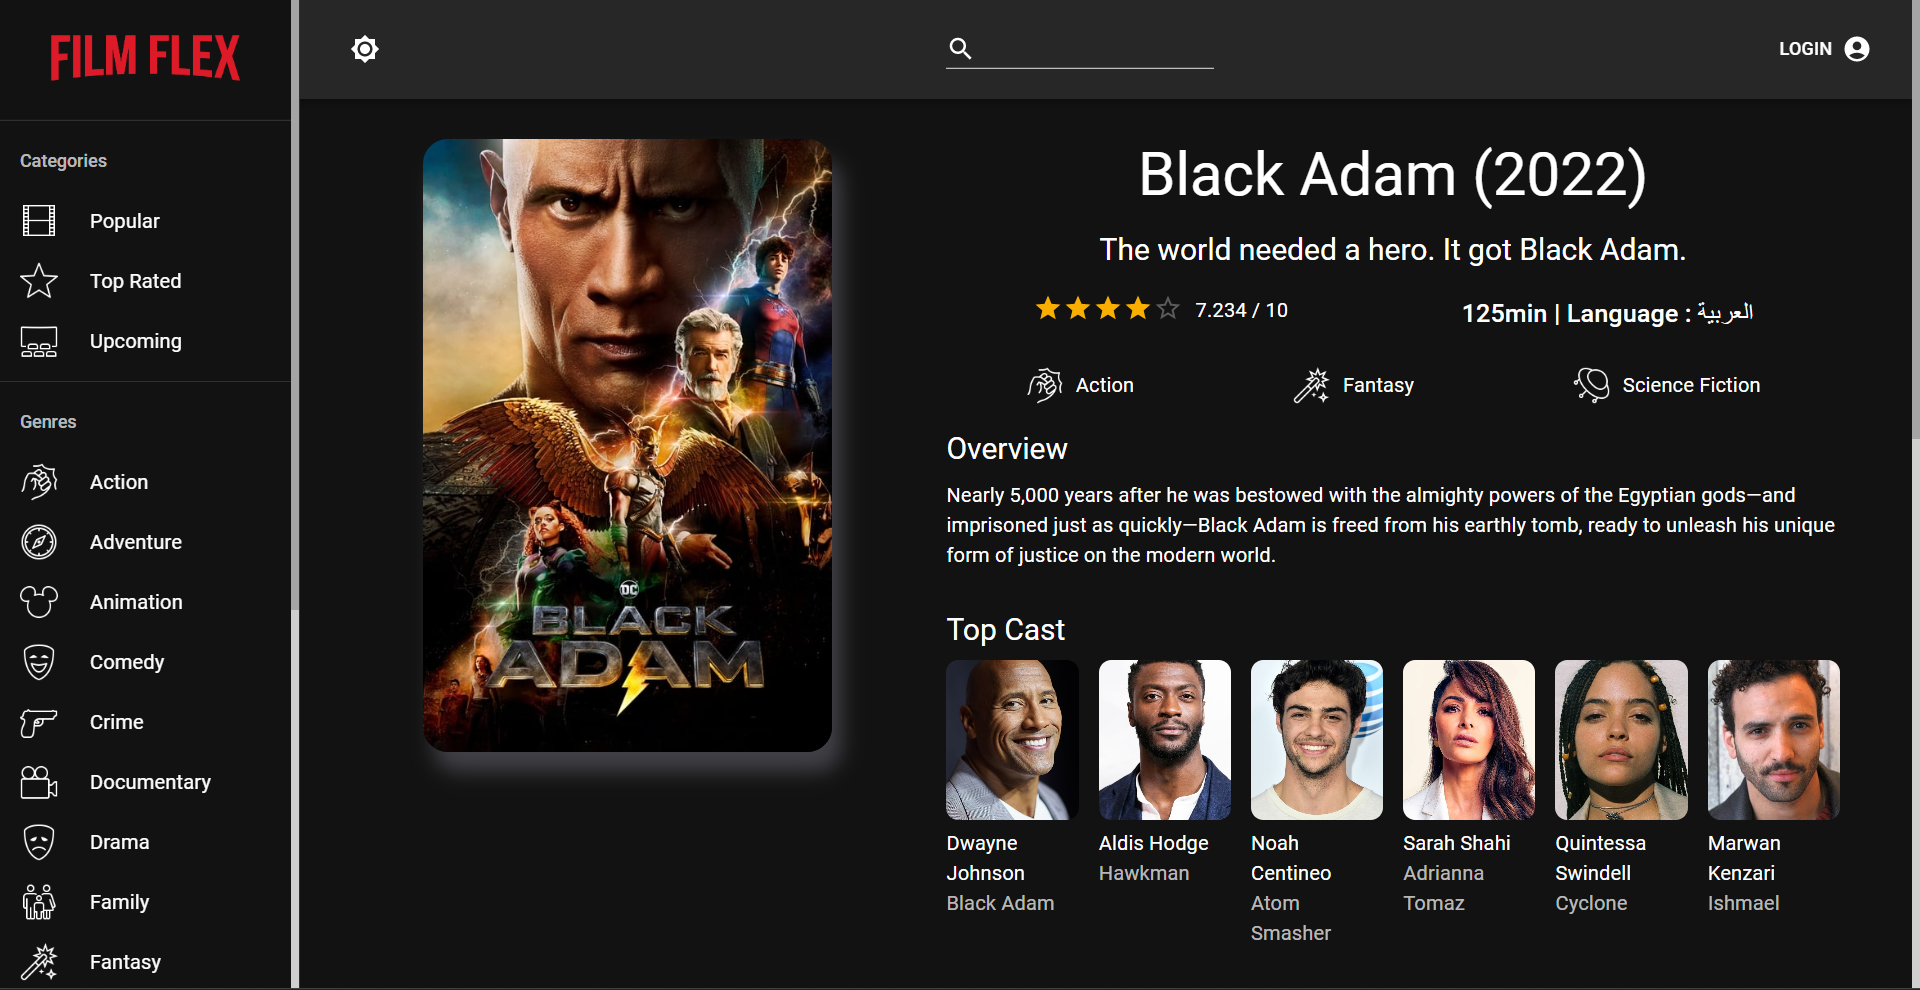 FILM FLEX
LOGIN
Categories
Popular
Top Rated
Upcoming
Genres
Action
Adventure
Animation
Comedy
Crime
Documentary
Drama
Family
Fantasy
DC
BLACK
ADAM
Black Adam (2022)
The world needed a hero. It got Black Adam.
7.234 / 10
125min | Language : العربية
Action
Fantasy
Science Fiction
Overview
Nearly 5,000 years after he was bestowed with the almighty powers of the Egyptian gods—and
imprisoned just as quickly—Black Adam is freed from his earthly tomb, ready to unleash his unique
form of justice on the modern world.
Top Cast
Dwayne
Johnson
Black Adam
Aldis Hodge
Hawkman
Noah
Centineo
Atom
Smasher
Sarah Shahi
Adrianna
Tomaz
Quintessa
Swindell
Cyclone
Marwan
Kenzari
Ishmael